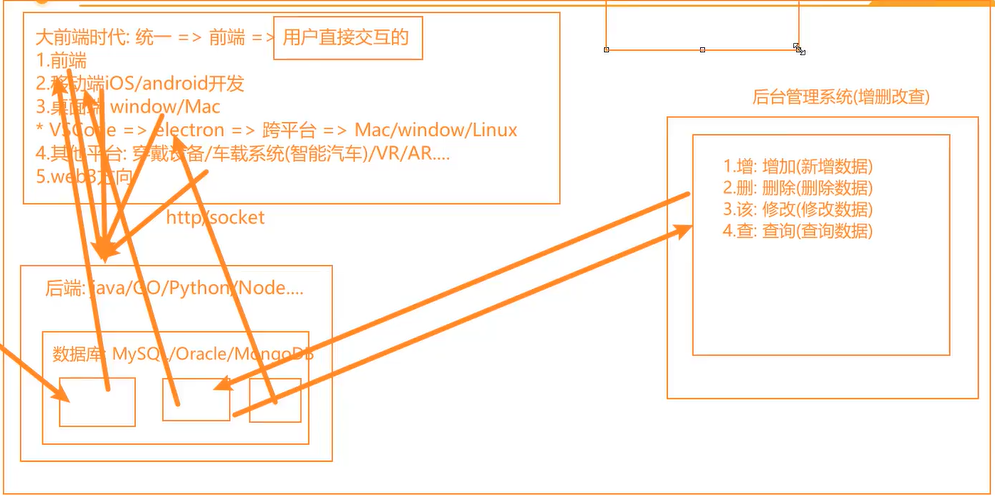 大前端时代: 统一 => 前端 => 用户直接交互的
1.前端
2.移动端iOS/android开发
3.桌面端 window/Mac
* VSCode => electron => 跨平台 => Mac/window/Linux
4.其他平台: 穿戴设备/车载系统(智能汽车)/VR/AR....
5.web3方向
http/socket
后端: java/GO/Python/Node....
数据库: MySQL/Oracle/MongoDB
后台管理系统(增删改查)
1.增: 增加(新增数据)
2.删: 删除(删除数据)
3.该: 修改(修改数据)
4.查: 查询(查询数据)